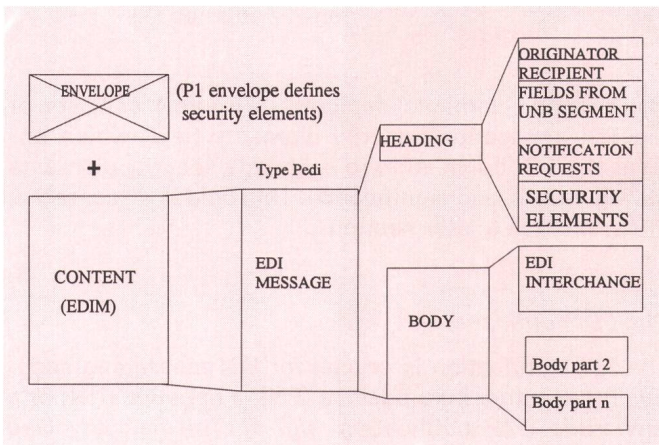 ENVELOPE
(P1 envelope defines
security elements)
+
CONTENT
(EDIM)
Type Pedi
EDI
MESSAGE
HEADING
ORIGINATOR
RECIPIENT
FIELDS FROM
UNB SEGMENT
NOTIFICATION
REQUESTS
SECURITY
ELEMENTS
BODY
EDI
INTERCHANGE
Body part 2
Body part n